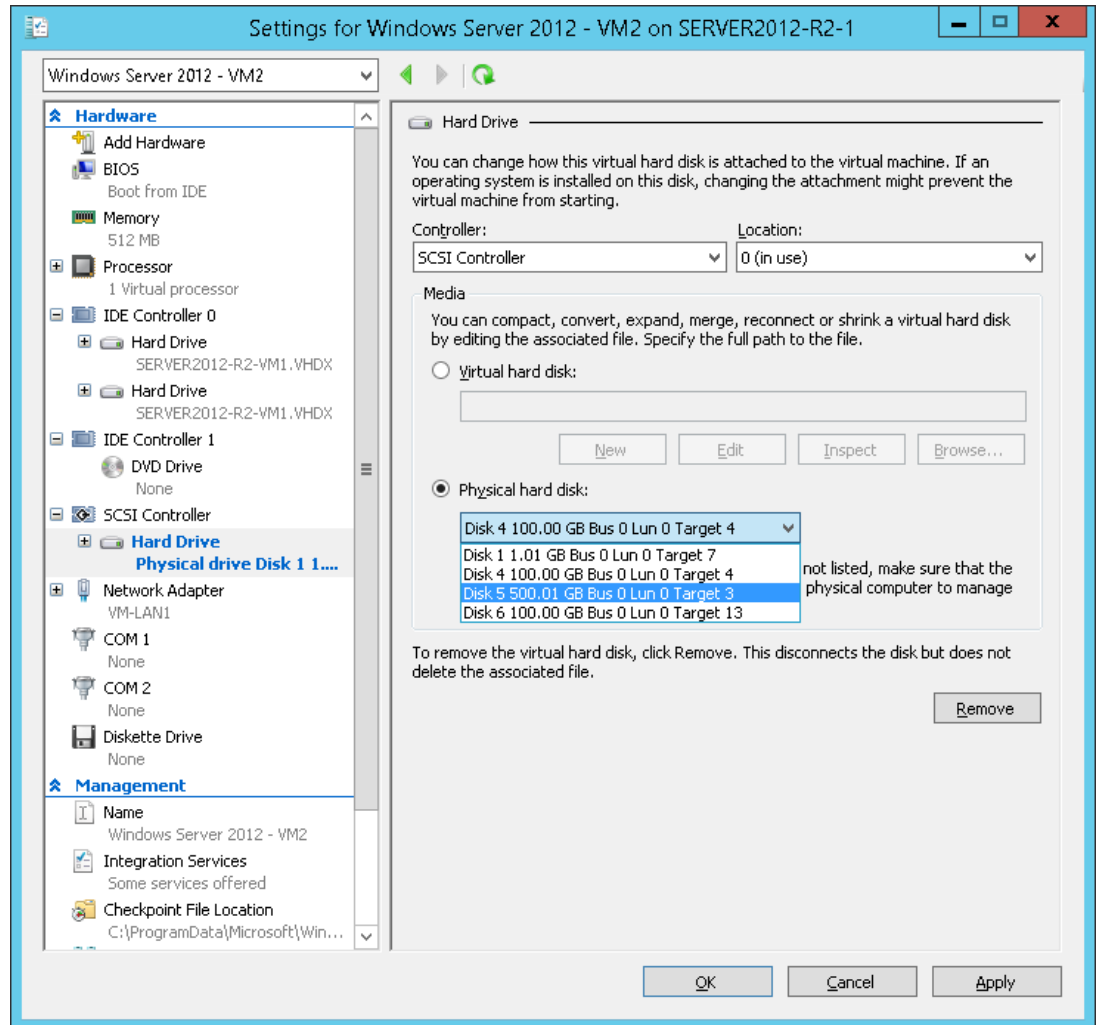 Settings for Windows Server 2012 - VM2 on SERVER2012-R2-1
Windows Server 2012 - VM2
Hardware
Add Hardware
BIOS
Boot from IDE
Memory
512 MB
Processor
1 Virtual processor
IDE Controller 0
Hard Drive
SERVER2012-R2-VM1.VHDX
Hard Drive
SERVER2012-R2-VM1.VHDX
IDE Controller 1
DVD Drive
None
SCSI Controller
Hard Drive
Physical drive Disk 1 1....
Network Adapter
VM-LAN1
COM 1
None
COM 2
None
Diskette Drive
None
Management
Name
Windows Server 2012 - VM2
Integration Services
Some services offered
Checkpoint File Location
C:\ProgramData\Microsoft\Win...
Hard Drive
You can change how this virtual hard disk is attached to the virtual machine. If an
operating system is installed on this disk, changing the attachment might prevent the
virtual machine from starting.
Controller:
Location:
SCSI Controller
0 (in use)
Media
You can compact, convert, expand, merge, reconnect or shrink a virtual hard disk
by editing the associated file. Specify the full path to the file.
Virtual hard disk:
New
Edit
Inspect
Browse...
Physical hard disk:
Disk 4 100.00 GB Bus 0 Lun 0 Target 4
Disk 1 1.01 GB Bus 0 Lun 0 Target 7
Disk 4 100.00 GB Bus 0 Lun 0 Target 4
Disk 5 500.01 GB Bus 0 Lun 0 Target 3
Disk 6 100.00 GB Bus 0 Lun 0 Target 13
not listed, make sure that the
physical computer to manage
To remove the virtual hard disk, click Remove. This disconnects the disk but does not
delete the associated file.
Remove
OK
Cancel
Apply